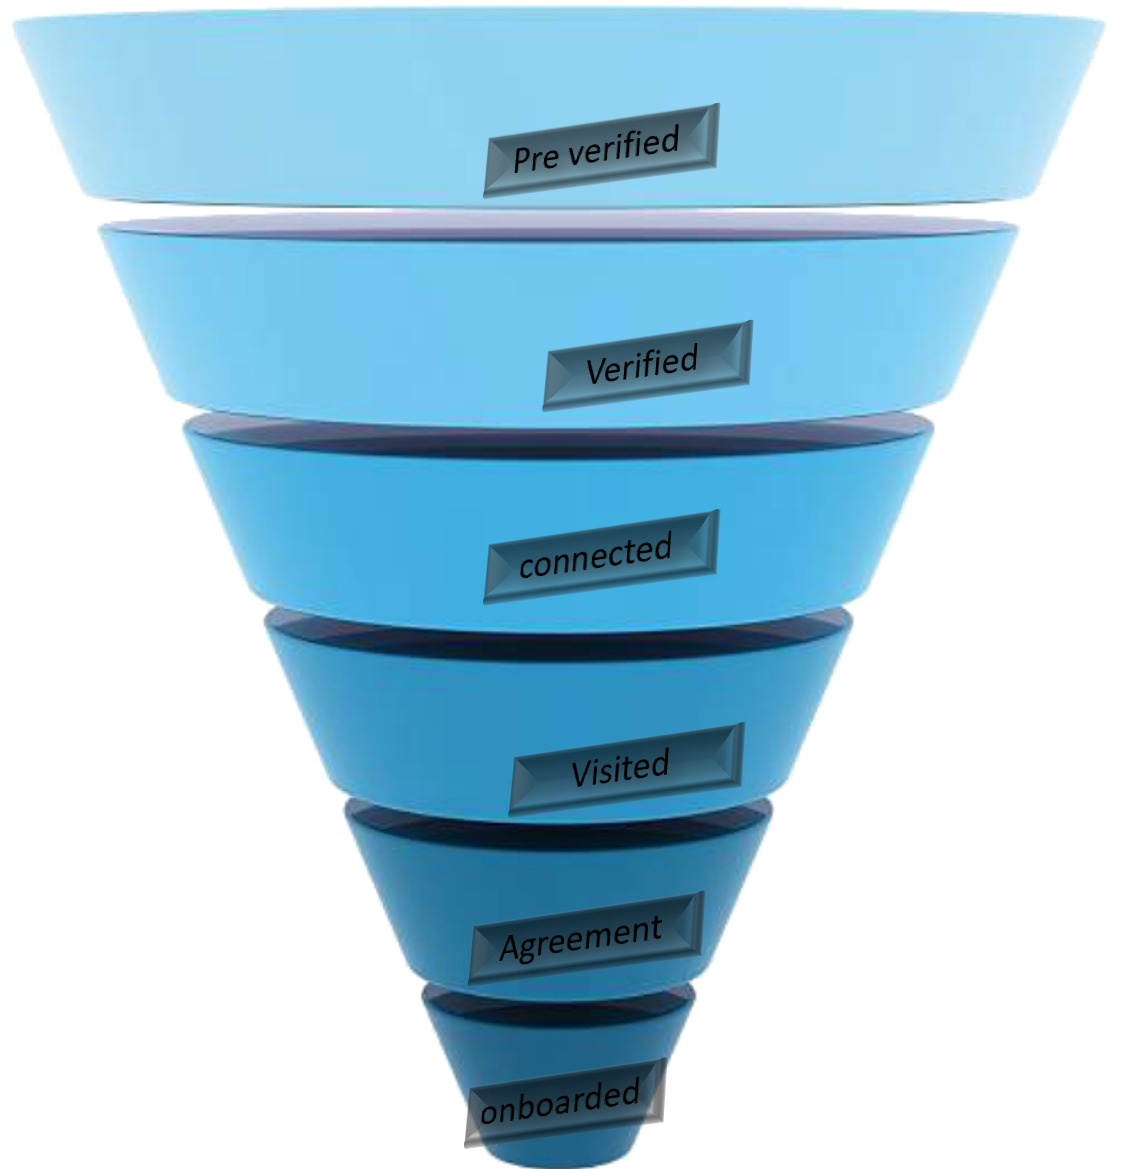 Pre verified
Verified
connected
Visited
Agreement
onboarded